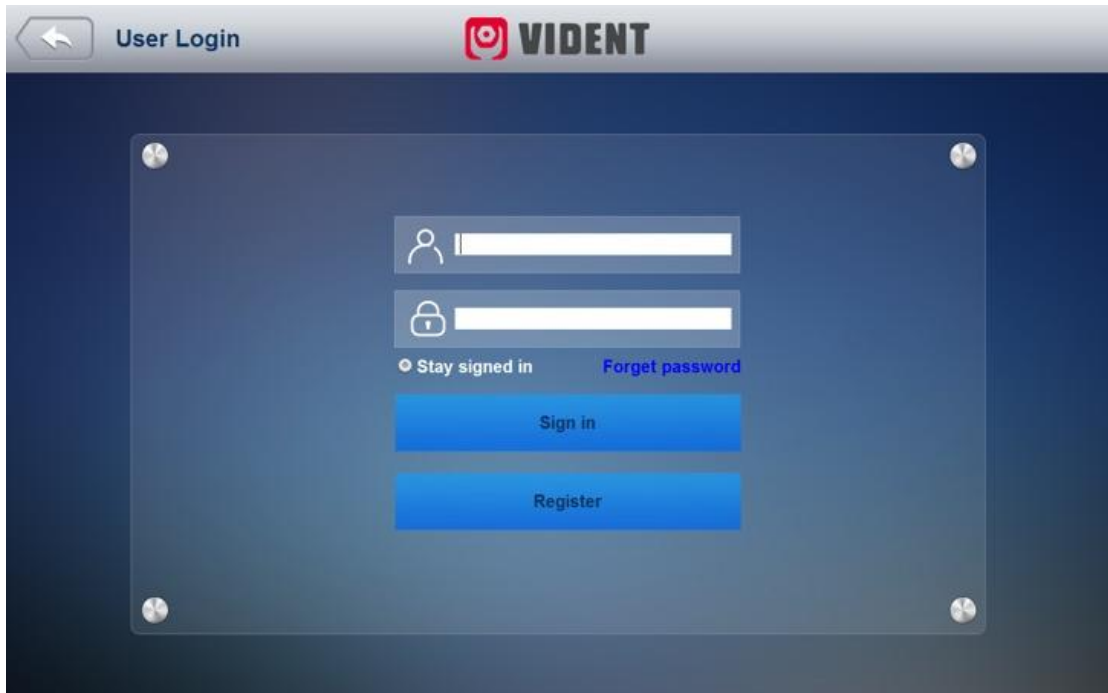 User Login
VIDENT
Stay signed in
Forget password
Sign in
Register